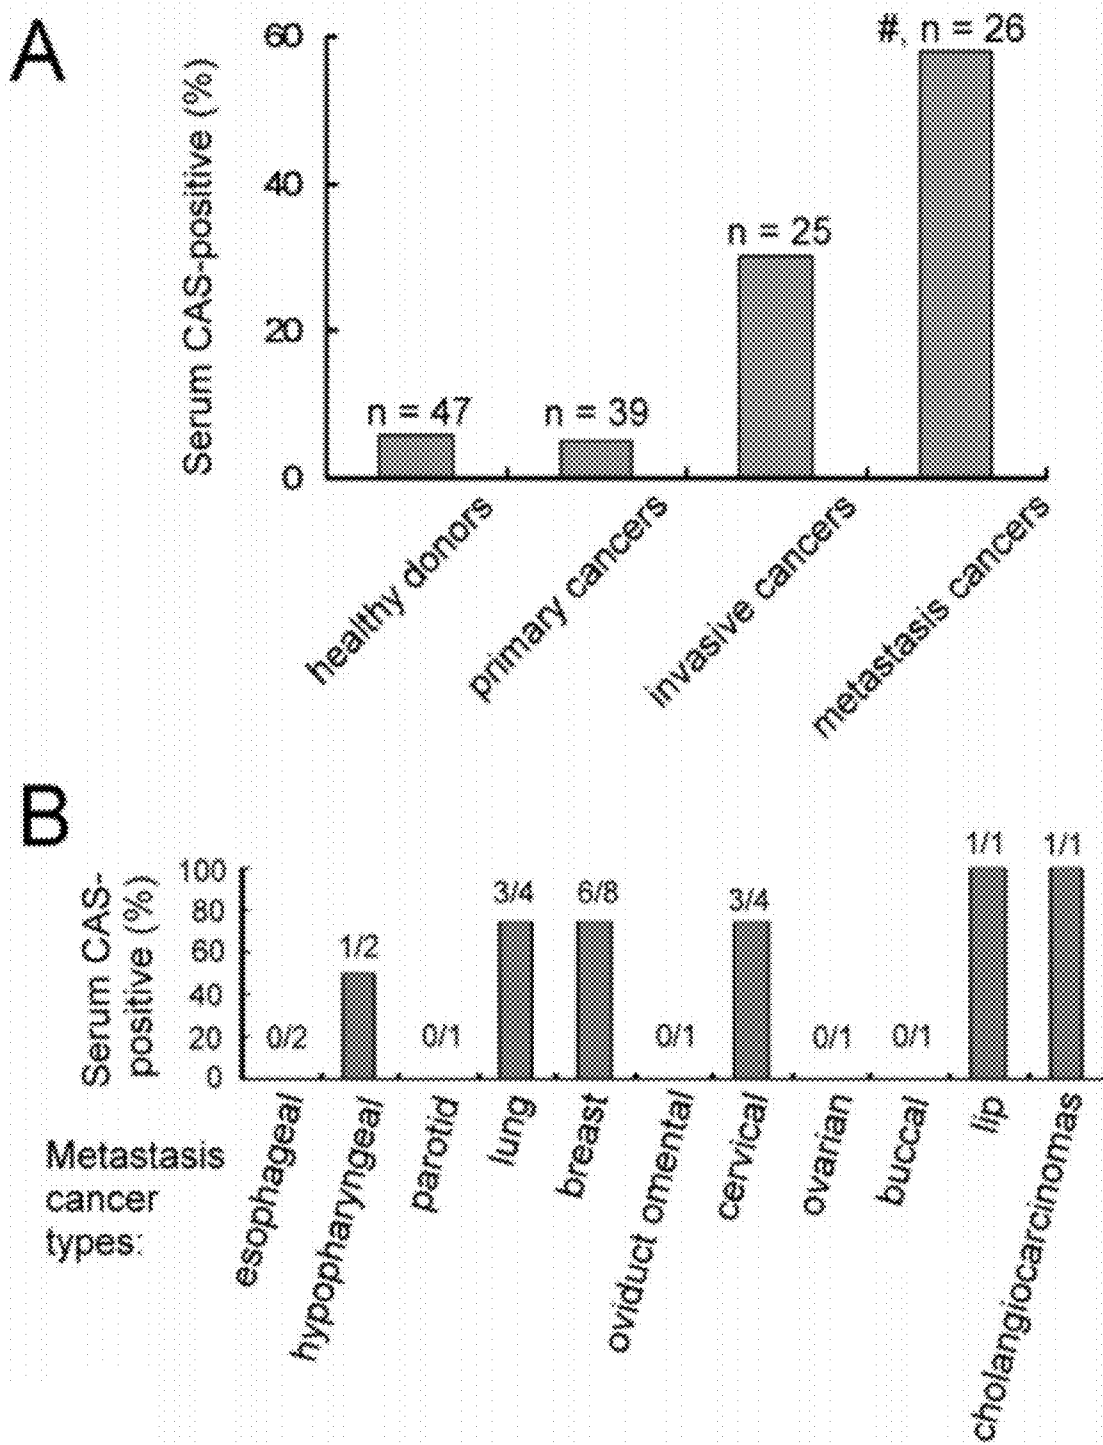 A
Serum CAS-positive (%)
60
40
20
0
n = 47
n = 39
n = 25
#, n = 26
healthy donors
primary cancers
invasive cancers
metastasis cancers
B
Serum CAS-
positive (%)
100
80
60
40
20
0
0/2
1/2
0/1
3/4
6/8
0/1
3/4
0/1
0/1
1/1
1/1
Metastasis
cancer
types:
esophageal
hypopharyngeal
parotid
lung
breast
oviduct omental
cervical
ovarian
buccal
lip
cholangiocarcinomas